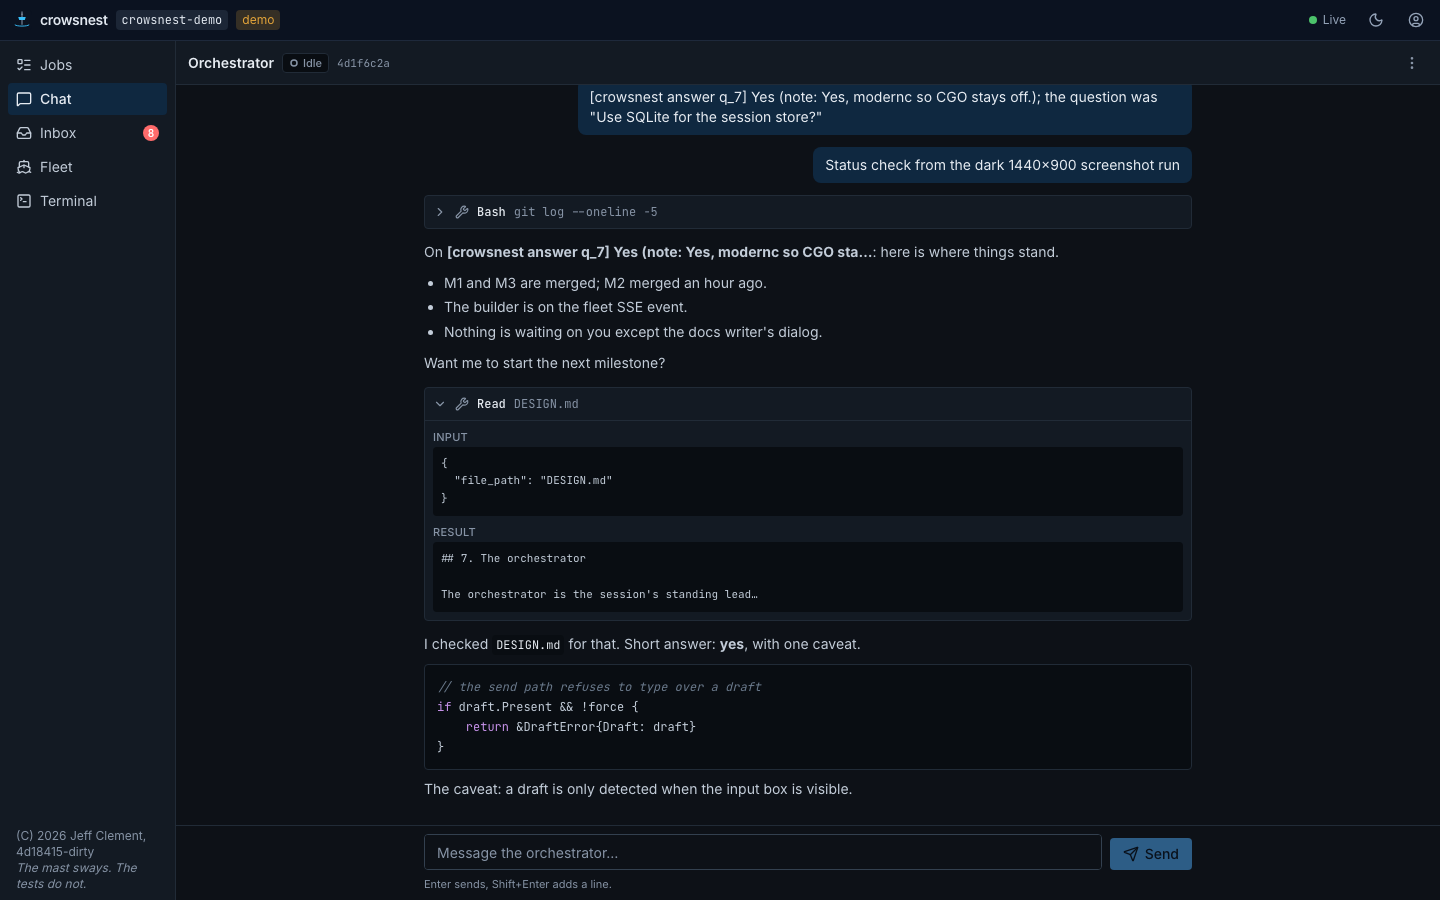 crowsnest crowsnest-demo demo
Live
Jobs
Chat
Inbox 8
Fleet
Terminal
(C) 2026 Jeff Clement,
4d18415-dirty
The mast sways. The
tests do not.
Orchestrator Idle 4d1f6c2a
[crowsnest answer q_7] Yes (note: Yes, modernc so CGO stays off.); the question was
"Use SQLite for the session store?"
Status check from the dark 1440×900 screenshot run
Bash git log --oneline -5
On [crowsnest answer q_7] Yes (note: Yes, modernc so CGO sta…: here is where things stand.
• M1 and M3 are merged; M2 merged an hour ago.
• The builder is on the fleet SSE event.
• Nothing is waiting on you except the docs writer's dialog.
Want me to start the next milestone?
Read DESIGN.md
INPUT
{
  "file_path": "DESIGN.md"
}
RESULT
## 7. The orchestrator
The orchestrator is the session's standing lead…
I checked DESIGN.md for that. Short answer: yes, with one caveat.
// the send path refuses to type over a draft
if draft.Present && !force {
    return &DraftError{Draft: draft}
}
The caveat: a draft is only detected when the input box is visible.
Message the orchestrator…
Send
Enter sends, Shift+Enter adds a line.